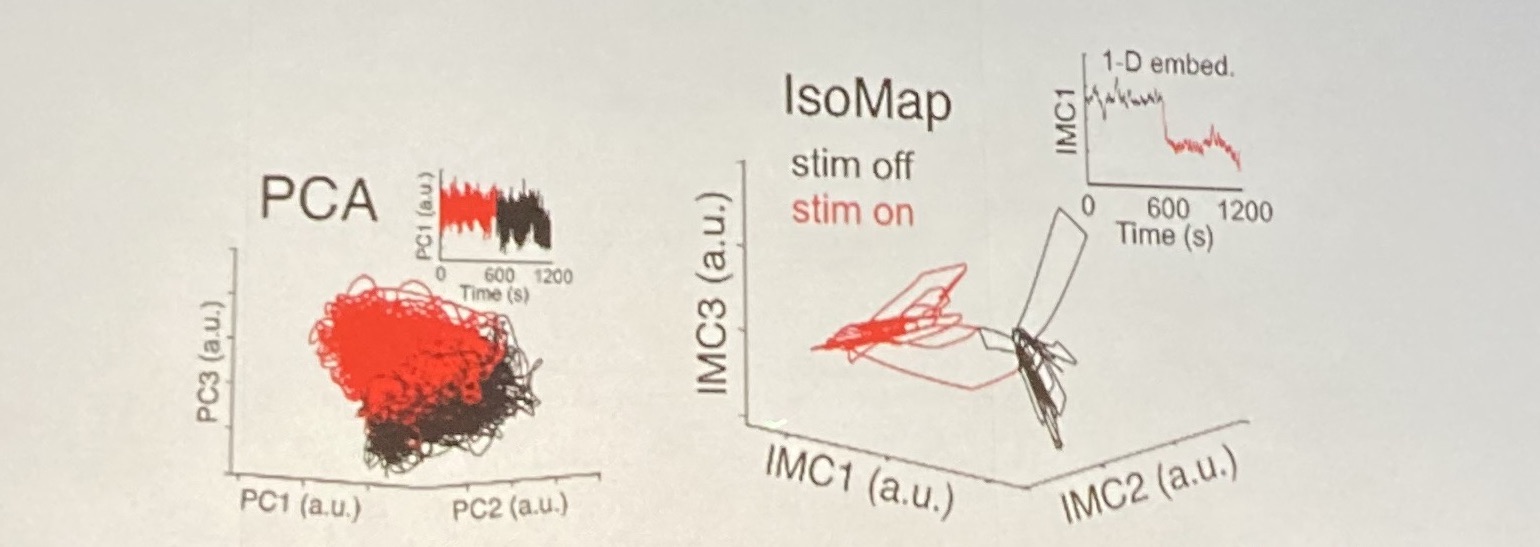 PCA
PC1 (a.u.)
0 600 1200
Time (s)
PC3 (a.u.)
PC1 (a.u.)
PC2 (a.u.)
IsoMap
stim off
stim on
1-D embed.
IMC1
0 600 1200
Time (s)
IMC3 (a.u.)
IMC1 (a.u.)
IMC2 (a.u.)